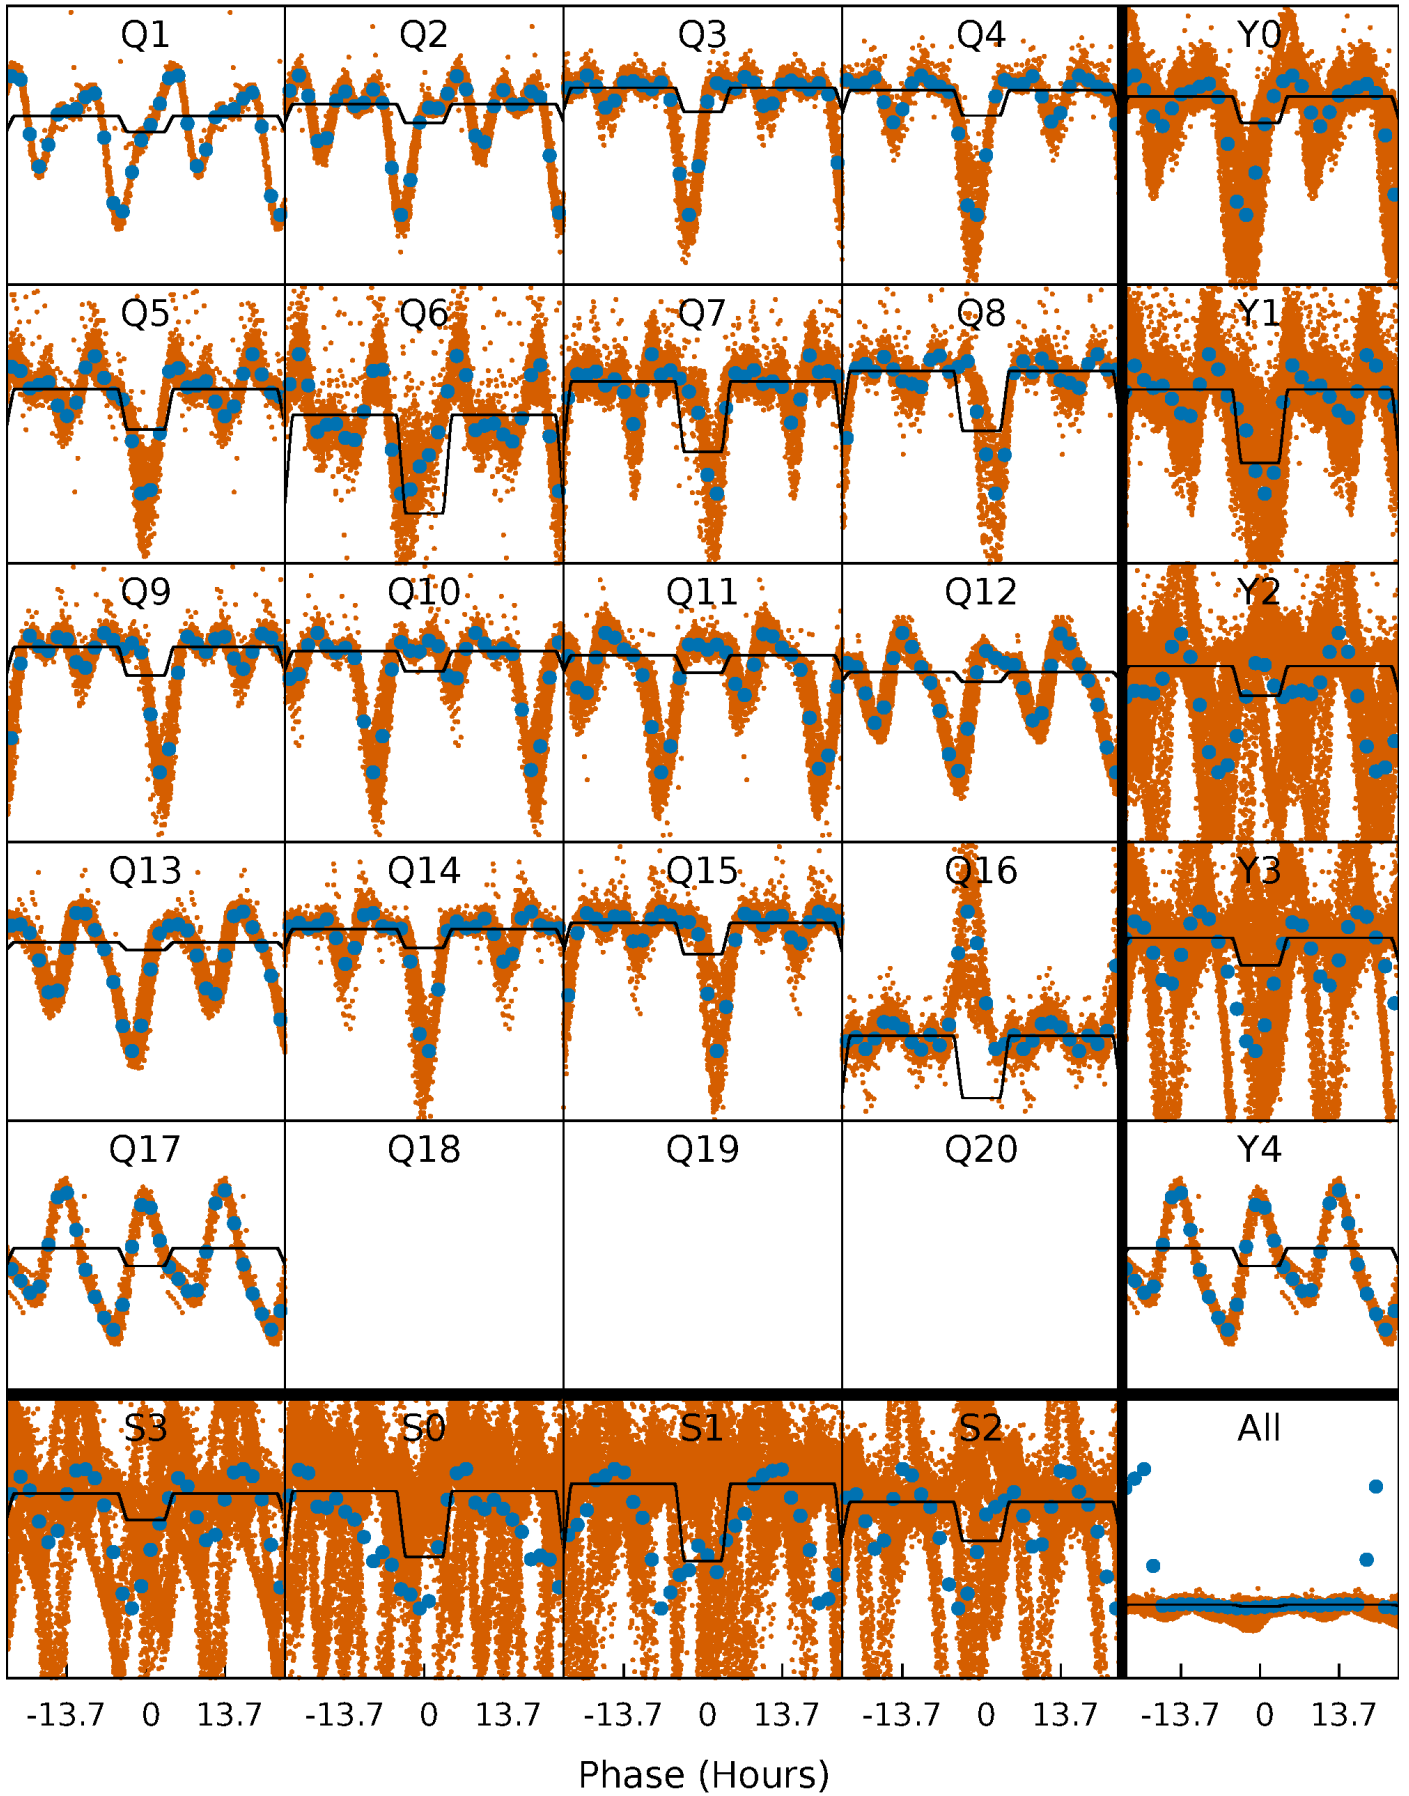 Q1 Q2 Q3 Q4 Y0
Q5 Q6 Q7 Q8 Y1
Q9 Q10 Q11 Q12 Y2
Q13 Q14 Q15 Q16 Y3
Q17 Q18 Q19 Q20 Y4
S3 S0 S1 S2 All
-13.7 0 13.7 -13.7 0 13.7 -13.7 0 13.7 -13.7 0 13.7 -13.7 0 13.7
Phase (Hours)